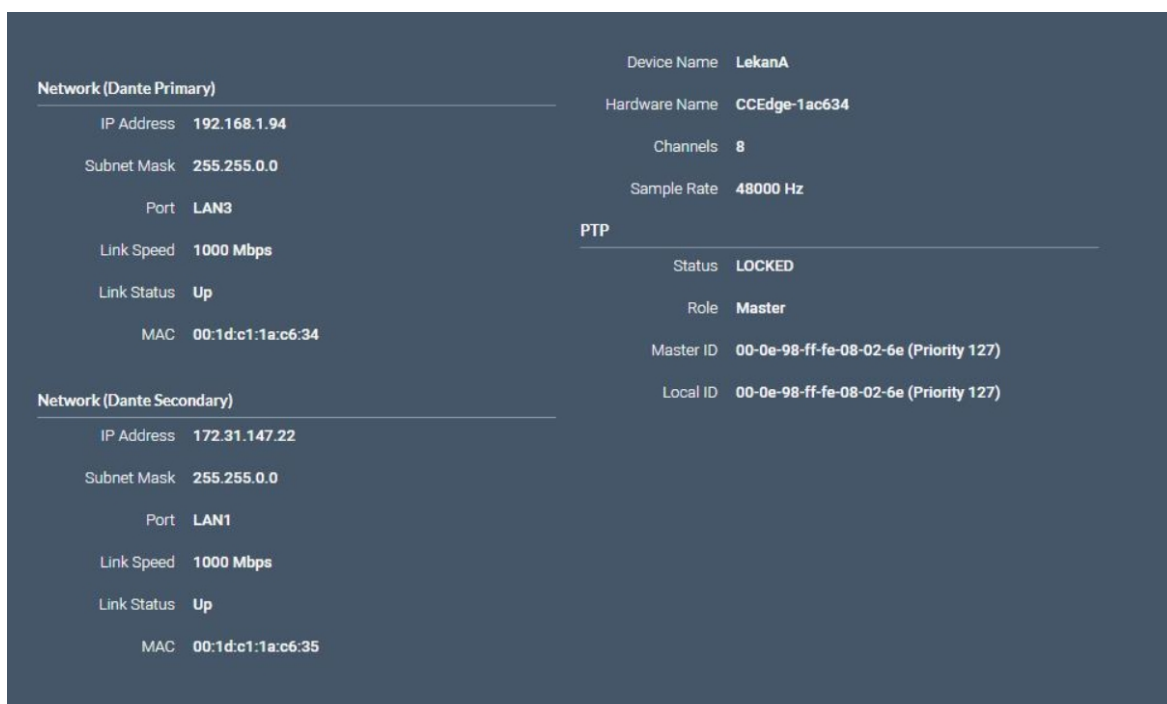 Network (Dante Primary)
IP Address 192.168.1.94
Subnet Mask 255.255.0.0
Port LAN3
Link Speed 1000 Mbps
Link Status Up
MAC 00:1d:c1:1a:c6:34
Network (Dante Secondary)
IP Address 172.31.147.22
Subnet Mask 255.255.0.0
Port LAN1
Link Speed 1000 Mbps
Link Status Up
MAC 00:1d:c1:1a:c6:35
Device Name LekanA
Hardware Name CCEdge-1ac634
Channels 8
Sample Rate 48000 Hz
PTP
Status LOCKED
Role Master
Master ID 00-0e-98-ff-fe-08-02-6e (Priority 127)
Local ID 00-0e-98-ff-fe-08-02-6e (Priority 127)